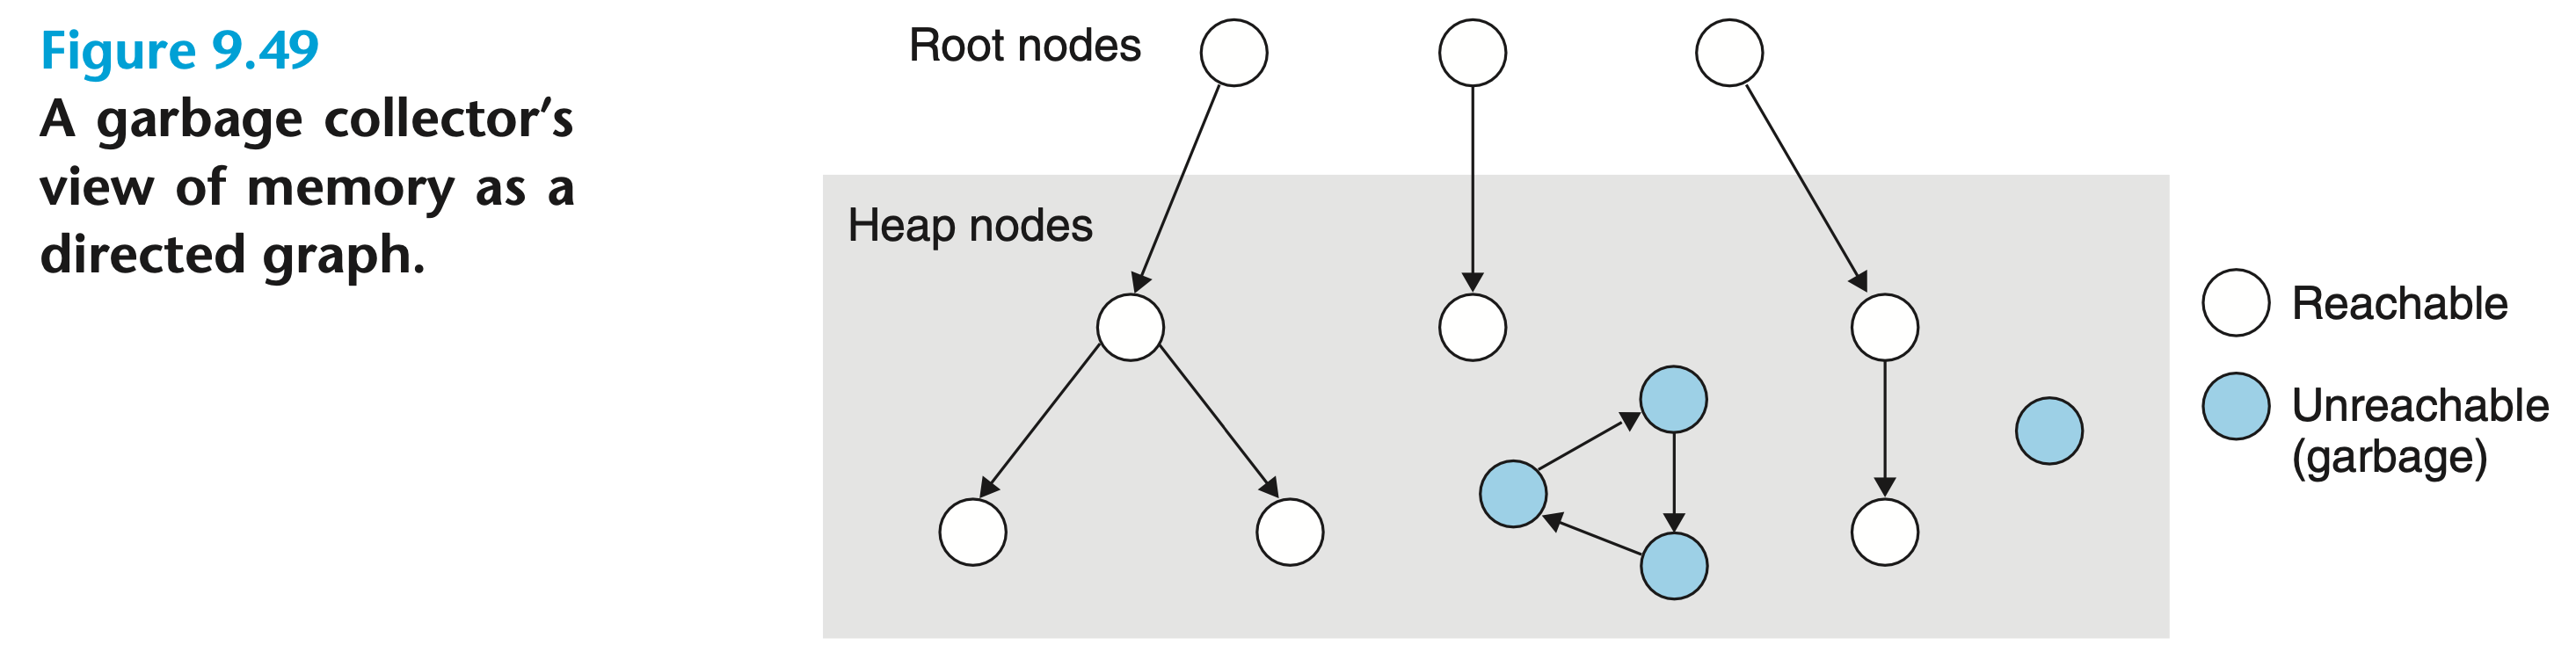 Figure 9.49
A garbage collector’s
view of memory as a
directed graph.
Root nodes
Heap nodes
Reachable
Unreachable
(garbage)